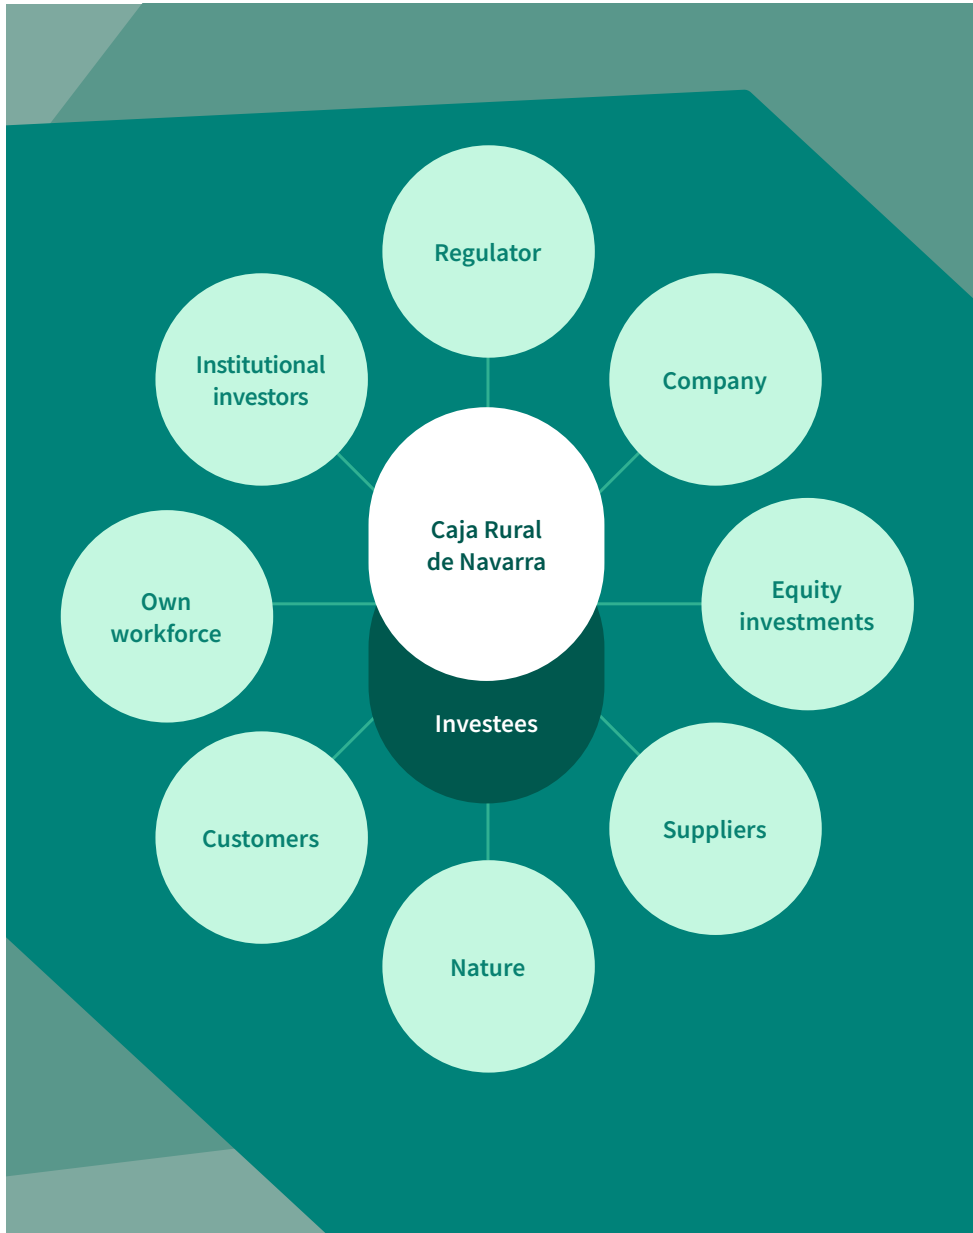 Regulator
Institutional
investors
Company
Caja Rural
de Navarra
Own
workforce
Equity
investments
Investees
Customers
Suppliers
Nature